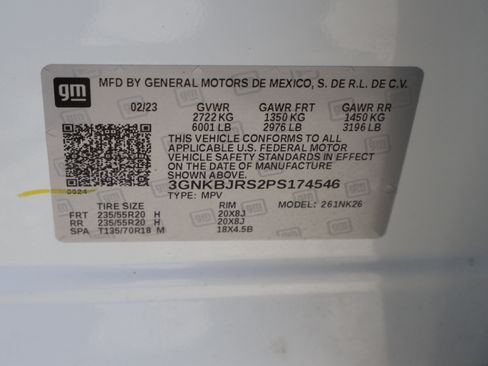 gm
MFD BY GENERAL MOTORS DE MEXICO, S. DE R.L. DE C.V.
02/23 GVWR GAWR FRT GAWR RR
2722 KG 1350 KG 1450 KG
6001 LB 2976 LB 3196 LB
THIS VEHICLE CONFORMS TO ALL
APPLICABLE U.S. FEDERAL MOTOR
VEHICLE SAFETY STANDARDS IN EFFECT
ON THE DATE OF MANUFACTURE SHOWN ABOVE.
3GNKBJRS2PS174546
0624
TYPE: MPV MODEL: 261NK26
TIRE SIZE RIM
FRT 235/55R20 H 20X8J
RR 235/55R20 H 20X8J
SPA T135/70R18 M 18X4.5B